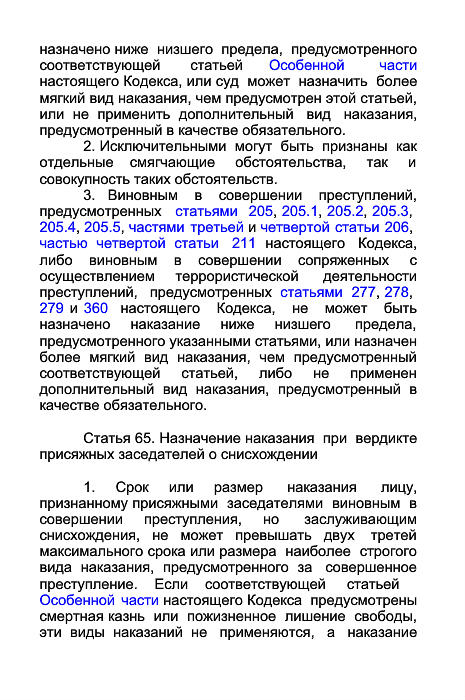 назначено ниже низшего предела, предусмотренного
соответствующей статьей Особенной части
настоящего Кодекса, или суд может назначить более
мягкий вид наказания, чем предусмотрен этой статьей,
или не применить дополнительный вид наказания,
предусмотренный в качестве обязательного.
2. Исключительными могут быть признаны как
отдельные смягчающие обстоятельства, так и
совокупность таких обстоятельств.
3. Виновным в совершении преступлений,
предусмотренных статьями 205, 205.1, 205.2, 205.3,
205.4, 205.5, частями третьей и четвертой статьи 206,
частью четвертой статьи 211 настоящего Кодекса,
либо виновным в совершении сопряженных с
осуществлением террористической деятельности
преступлений, предусмотренных статьями 277, 278,
279 и 360 настоящего Кодекса, не может быть
назначено наказание ниже низшего предела,
предусмотренного указанными статьями, или назначен
более мягкий вид наказания, чем предусмотренный
соответствующей статьей, либо не применен
дополнительный вид наказания, предусмотренный в
качестве обязательного.
Статья 65. Назначение наказания при вердикте
присяжных заседателей о снисхождении
1. Срок или размер наказания лицу,
признанному присяжными заседателями виновным в
совершении преступления, но заслуживающим
снисхождения, не может превышать двух третей
максимального срока или размера наиболее строгого
вида наказания, предусмотренного за совершенное
преступление. Если соответствующей статьей
Особенной части настоящего Кодекса предусмотрены
смертная казнь или пожизненное лишение свободы,
эти виды наказаний не применяются, а наказание